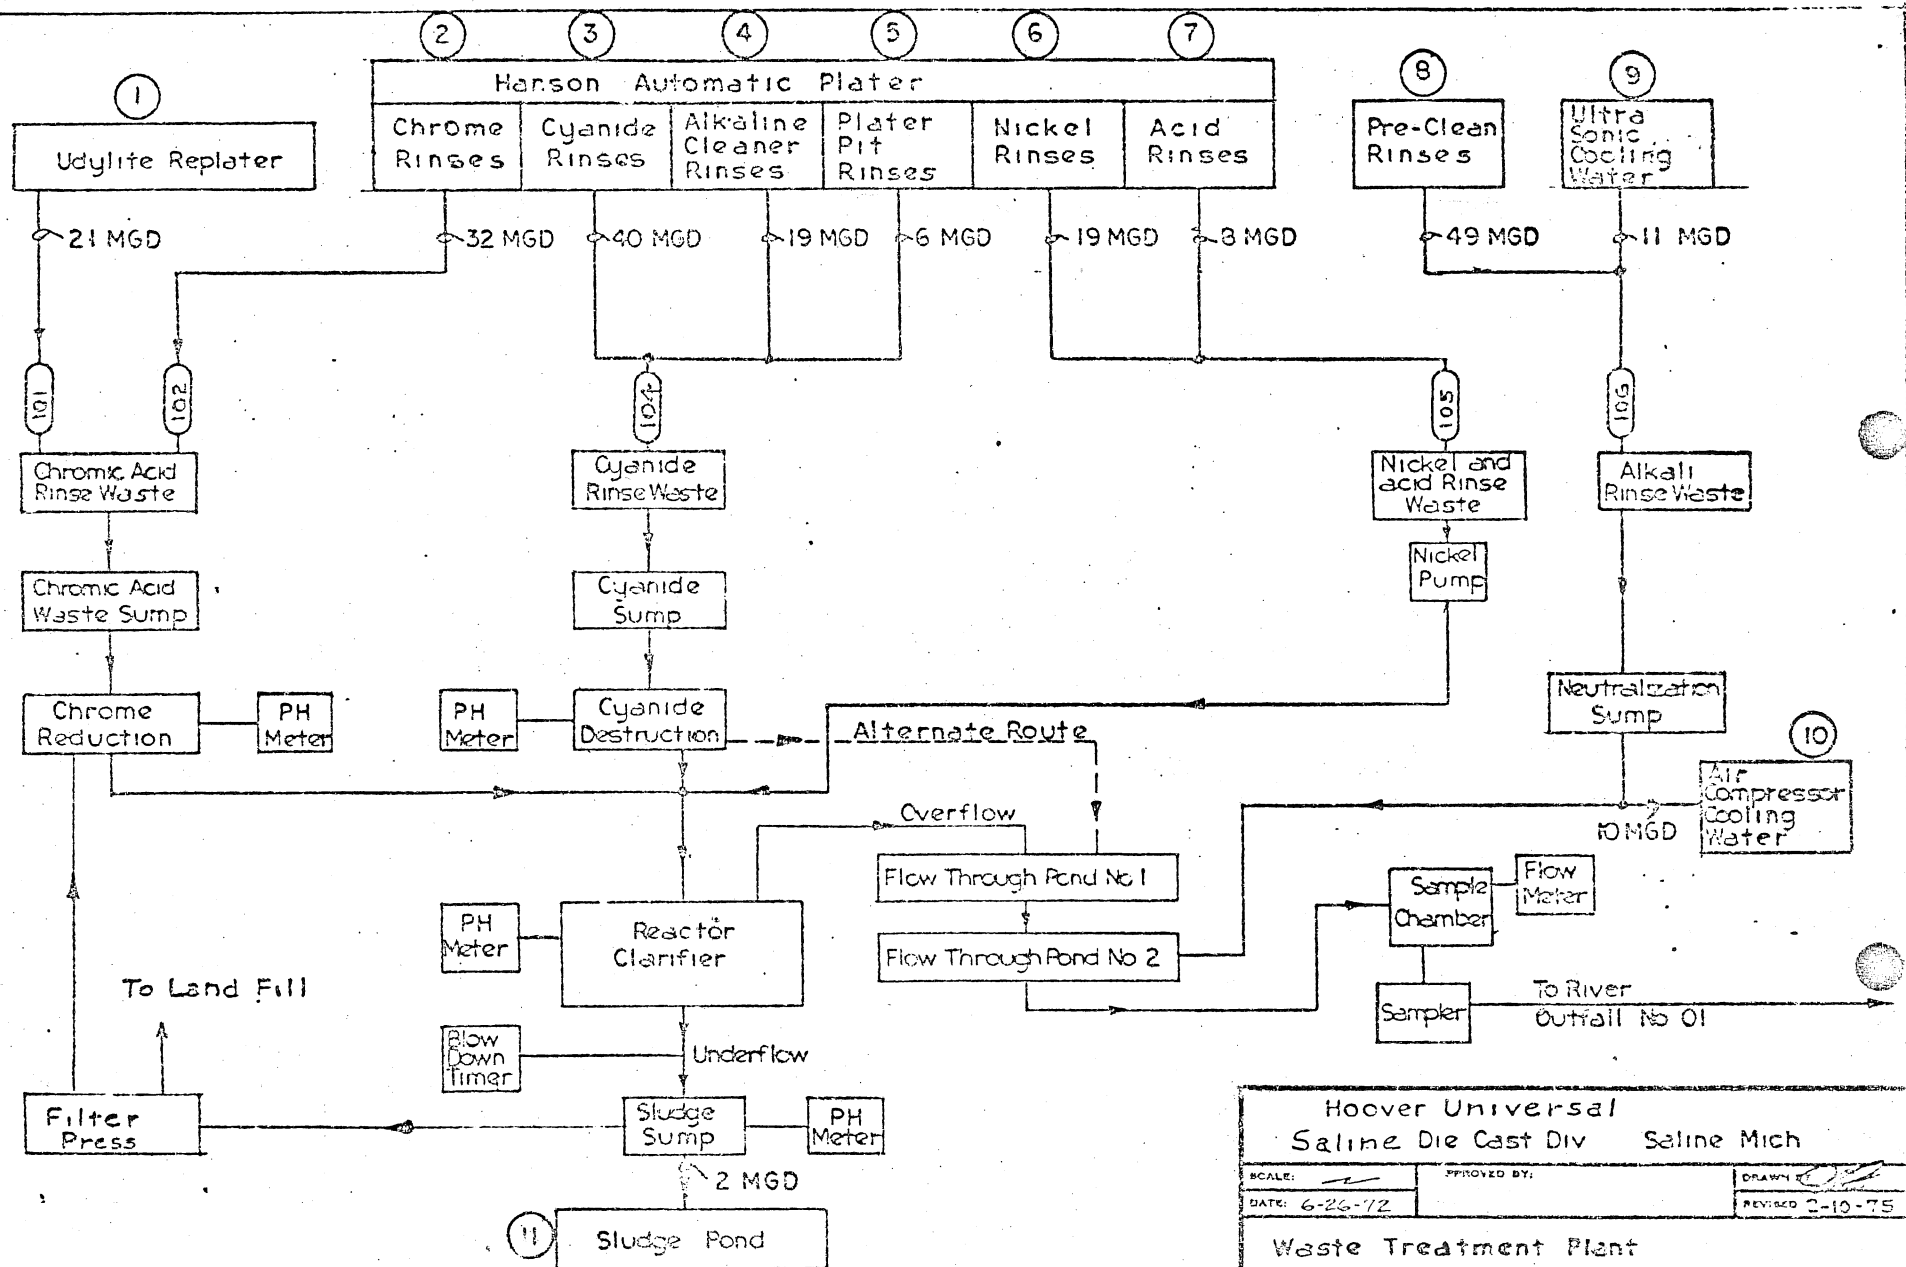 2
3
4
5
6
7
8
9
1
Hanson Automatic Plater
Udylite Replater
Chrome
Rinses
Cyanide
Rinses
Alkaline
Cleaner
Rinses
Plater
Pit
Rinses
Nickel
Rinses
Acid
Rinses
Pre-Clean
Rinses
Ultra
Sonic
Cooling
Water
21 MGD
32 MGD
40 MGD
19 MGD
6 MGD
19 MGD
8 MGD
49 MGD
11 MGD
101
102
104
105
106
Chromic Acid
Rinse Waste
Cyanide
Rinse Waste
Nickel and
acid Rinse
Waste
Alkali
Rinse Waste
Nickel
Pump
Chromic Acid
Waste Sump
Cyanide
Sump
Chrome
Reduction
PH
Meter
PH
Meter
Cyanide
Destruction
Alternate Route
Neutralization
Sump
10
Air
Compressor
Cooling
Water
10 MGD
Overflow
Flow Through Pond No 1
Flow Through Pond No 2
Sample
Chamber
Flow
Meter
Sampler
To River
Outfall No 01
PH
Meter
Reactor
Clarifier
To Land Fill
Blow
Down
Timer
Underflow
Filter
Press
Sludge
Sump
PH
Meter
2 MGD
11
Sludge Pond
Hoover Universal
Saline Die Cast Div Saline Mich
SCALE:
PPROVED BY:
DRAWN
DATE: 6-26-72
REVISED 2-10-75
Waste Treatment Plant